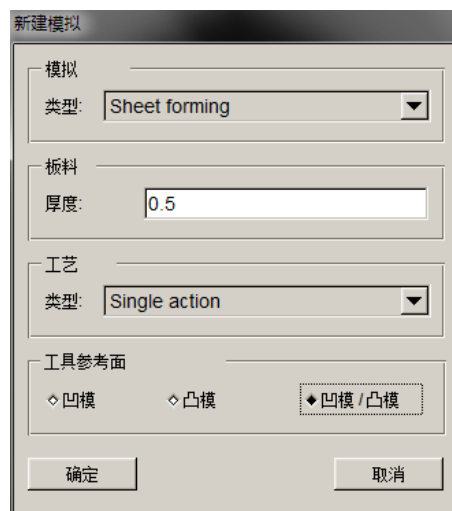 新建模拟
模拟
类型: Sheet forming
板料
厚度: 0.5
工艺
类型: Single action
工具参考面
凹模 凸模 凹模 / 凸模
确定 取消